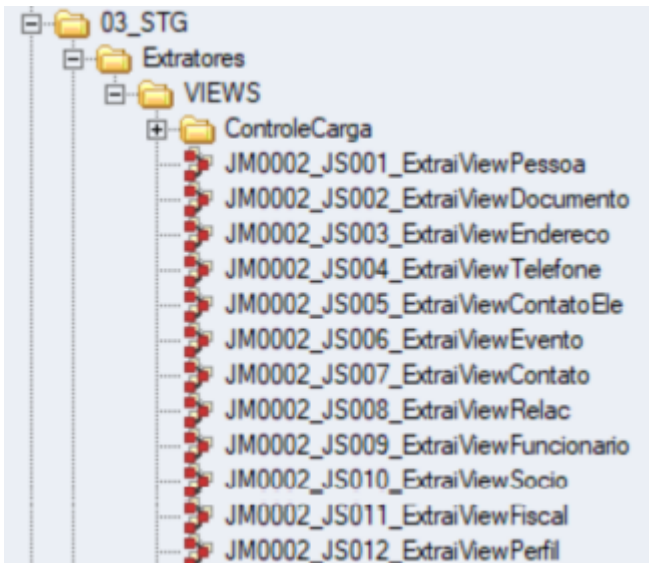 03_STG
Extratores
VIEWS
ControleCarga
JM0002_JS001_ExtraiViewPessoa
JM0002_JS002_ExtraiViewDocumento
JM0002_JS003_ExtraiViewEndereco
JM0002_JS004_ExtraiViewTelefone
JM0002_JS005_ExtraiViewContatoEle
JM0002_JS006_ExtraiViewEvento
JM0002_JS007_ExtraiViewContato
JM0002_JS008_ExtraiViewRelac
JM0002_JS009_ExtraiViewFuncionario
JM0002_JS010_ExtraiViewSocio
JM0002_JS011_ExtraiViewFiscal
JM0002_JS012_ExtraiViewPerfil